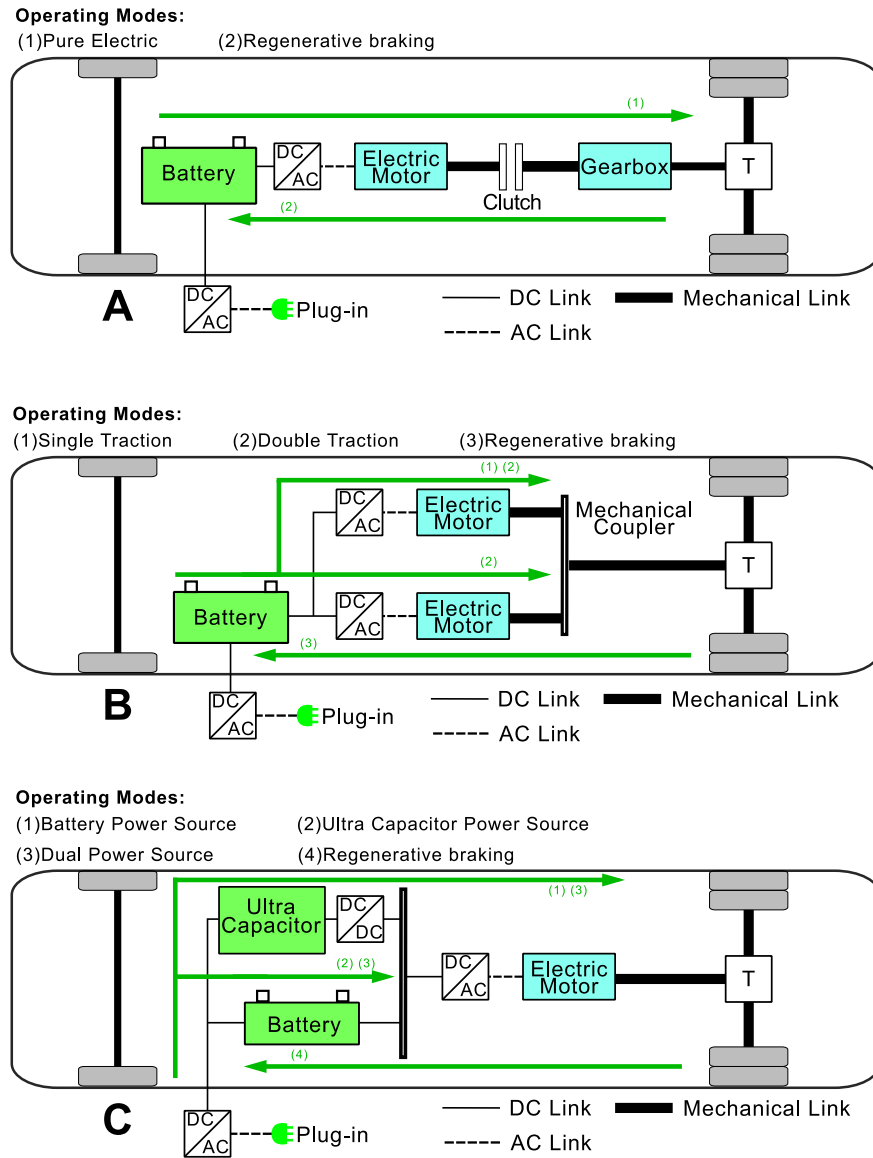 Operating Modes:
(1)Pure Electric (2)Regenerative braking
(1)
DC
AC
Electric
Motor
Battery
Gearbox
T
Clutch
(2)
DC
AC
Plug-in
A
DC Link
Mechanical Link
AC Link
Operating Modes:
(1)Single Traction (2)Double Traction (3)Regenerative braking
(1) (2)
DC
AC
Electric
Motor
Mechanical
Coupler
(2)
T
Battery
DC
AC
Electric
Motor
(3)
DC
AC
Plug-in
B
DC Link
Mechanical Link
AC Link
Operating Modes:
(1)Battery Power Source (2)Ultra Capacitor Power Source
(3)Dual Power Source (4)Regenerative braking
(1) (3)
Ultra
Capacitor
DC
DC
(2) (3)
DC
AC
Electric
Motor
T
Battery
(4)
DC
AC
Plug-in
C
DC Link
Mechanical Link
AC Link